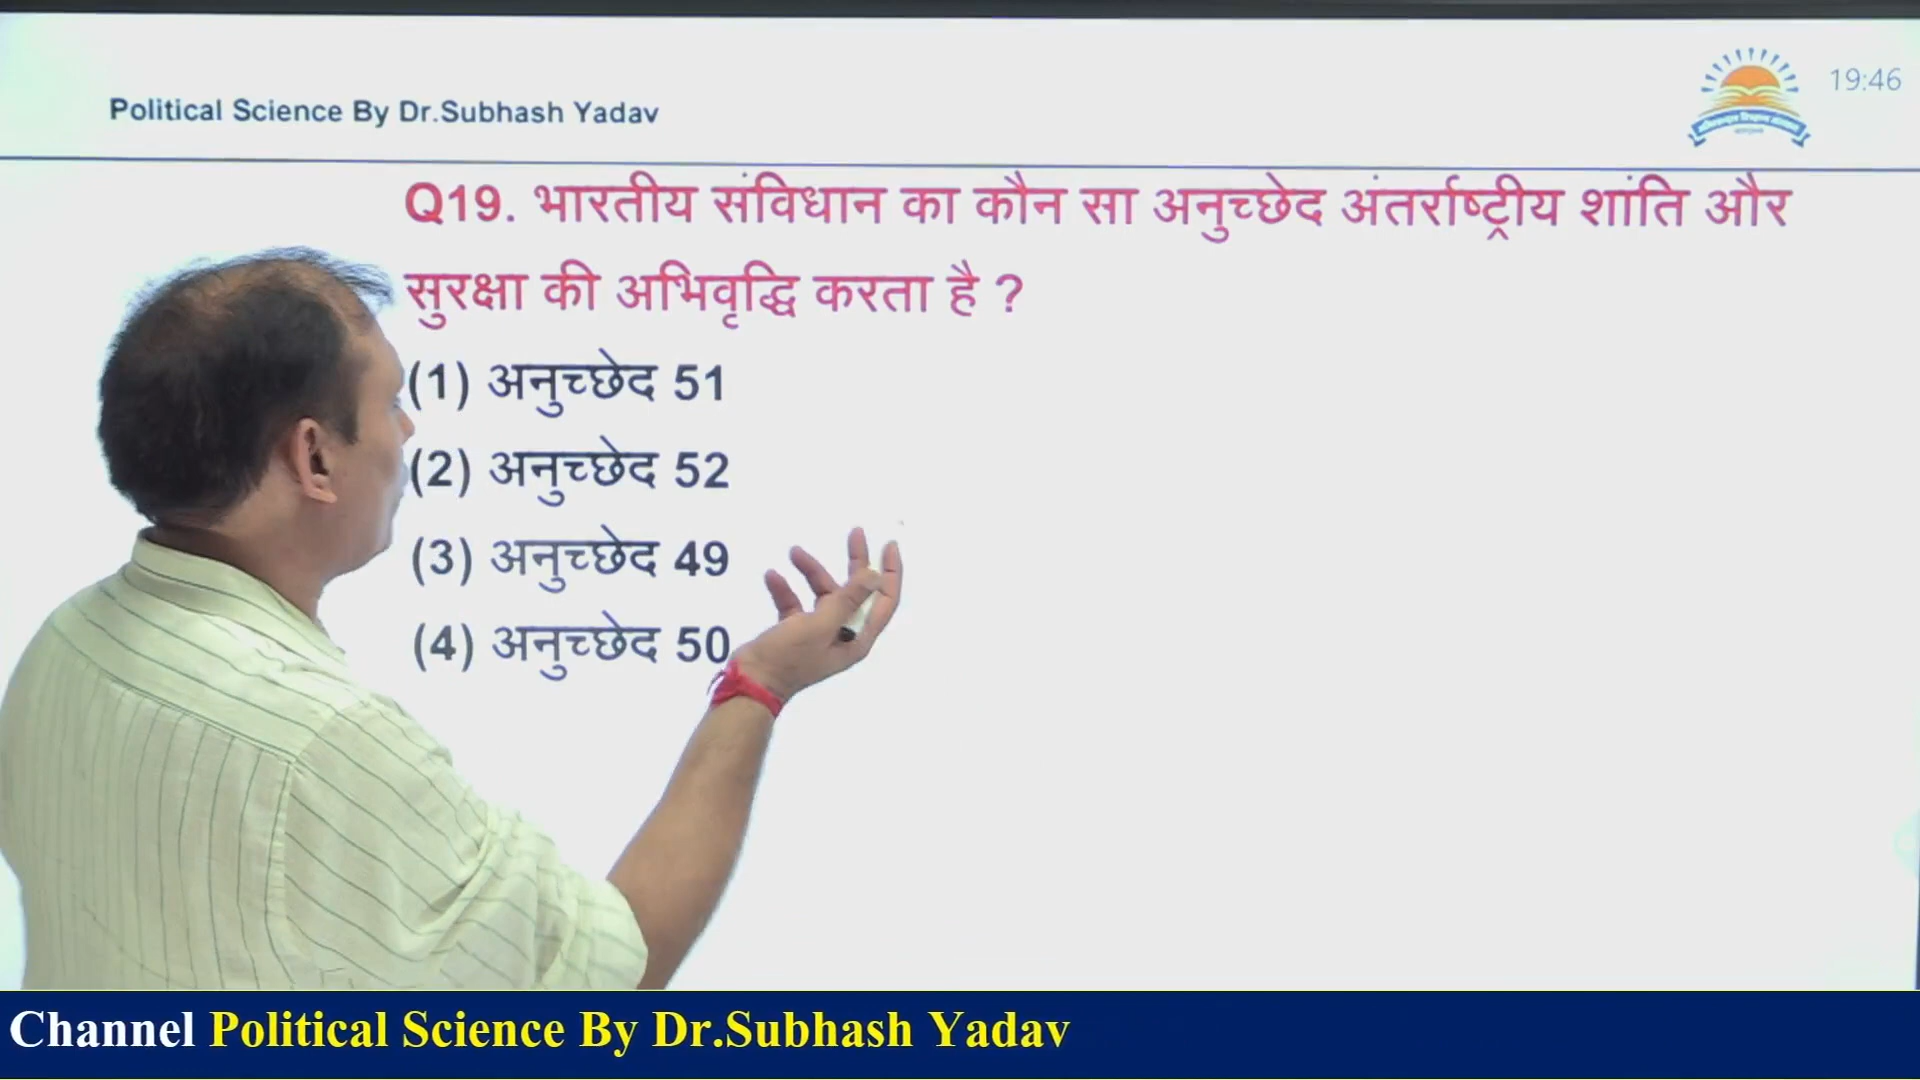 19:46
Political Science By Dr.Subhash Yadav
Q19. भारतीय संविधान का कौन सा अनुच्छेद अंतर्राष्ट्रीय शांति और
सुरक्षा की अभिवृद्धि करता है ?
(1) अनुच्छेद 51
(2) अनुच्छेद 52
(3) अनुच्छेद 49
(4) अनुच्छेद 50
Channel Political Science By Dr.Subhash Yadav